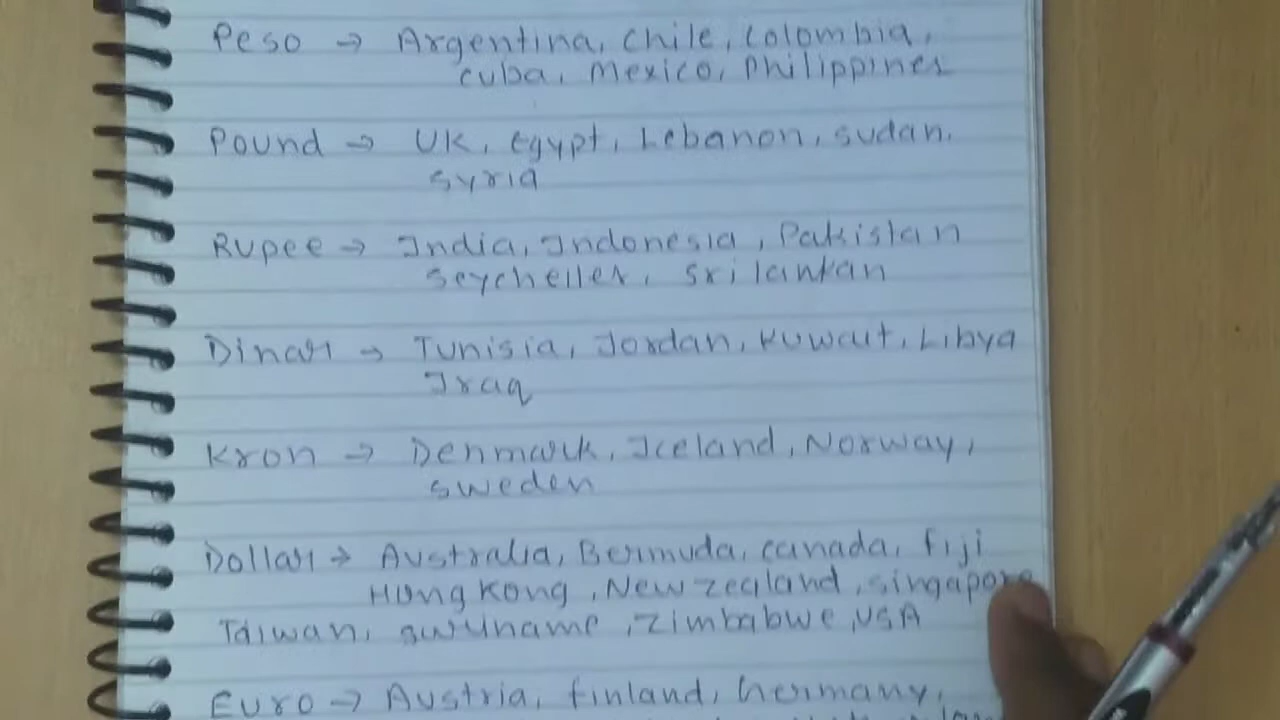 Peso → Argentina, Chile, Colombia,
Cuba, Mexico, Philippines
Pound → UK, Egypt, Lebanon, Sudan.
Syria
Rupee → India, Indonesia, Pakistan
Seychelles, Sri lankan
Dinar → Tunisia, Jordan, Kuwait, Libya
Iraq
Kron → Denmark, Iceland, Norway,
Sweden
Dollar → Australia, Bermuda, Canada, Fiji
Hong Kong, New zealand, Singapore
Taiwan, Suriname, Zimbabwe, USA
Euro → Austria, Finland, Germany,